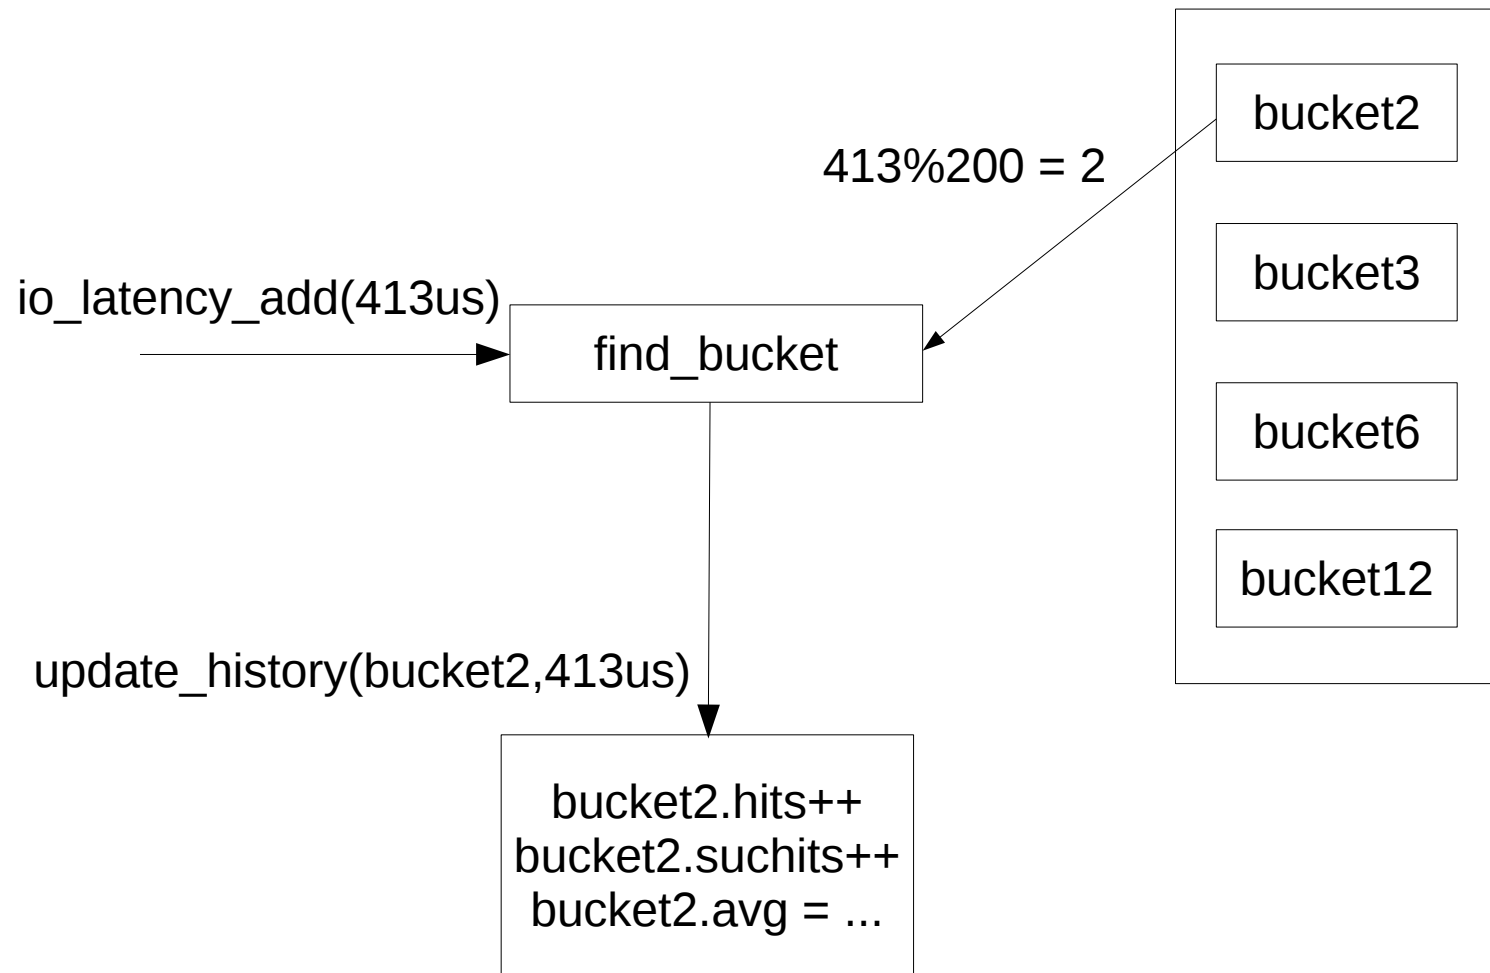 bucket2
413%200 = 2
bucket3
io_latency_add(413us)
find_bucket
bucket6
bucket12
update_history(bucket2,413us)
bucket2.hits++
bucket2.suchits++
bucket2.avg = ...